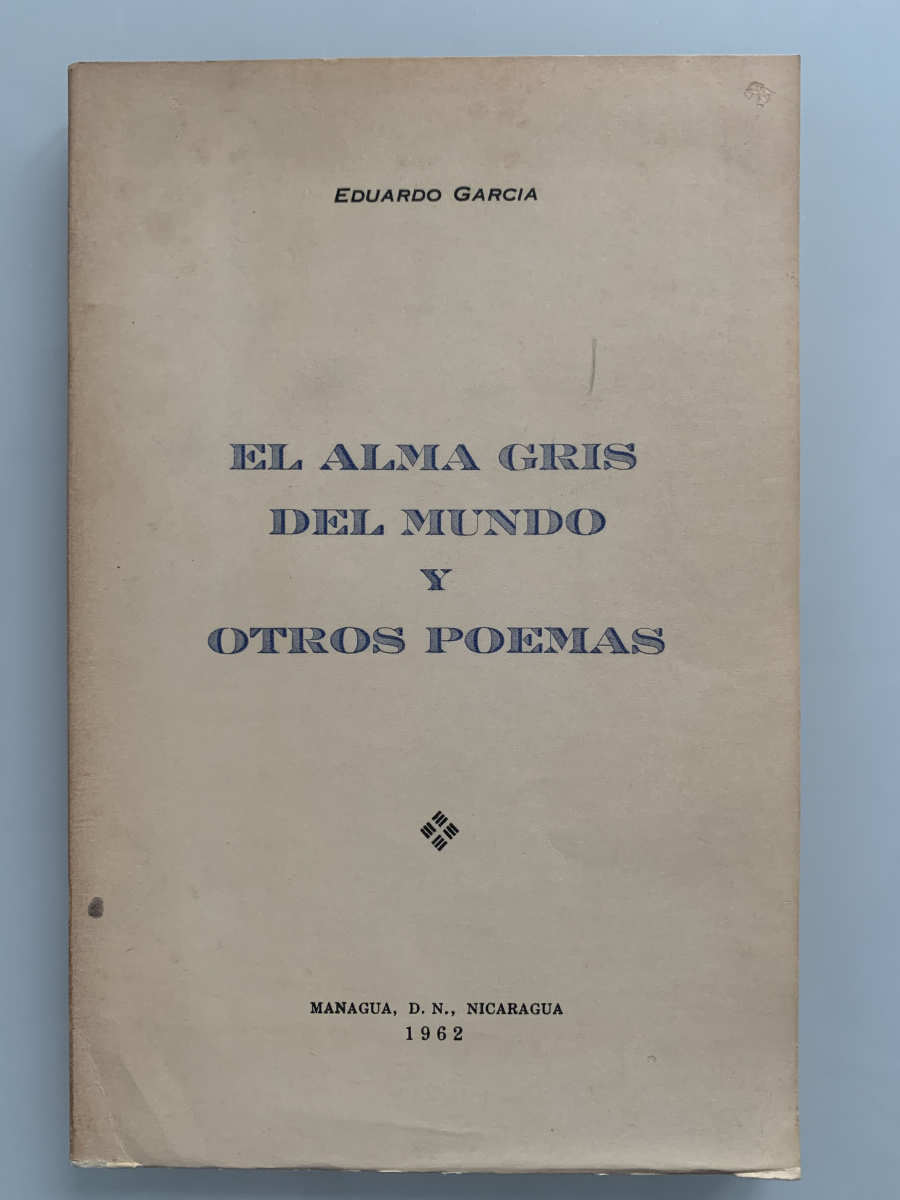 EDUARDO GARCIA
EL ALMA GRIS
DEL MUNDO
Y
OTROS POEMAS
MANAGUA, D. N., NICARAGUA
1962